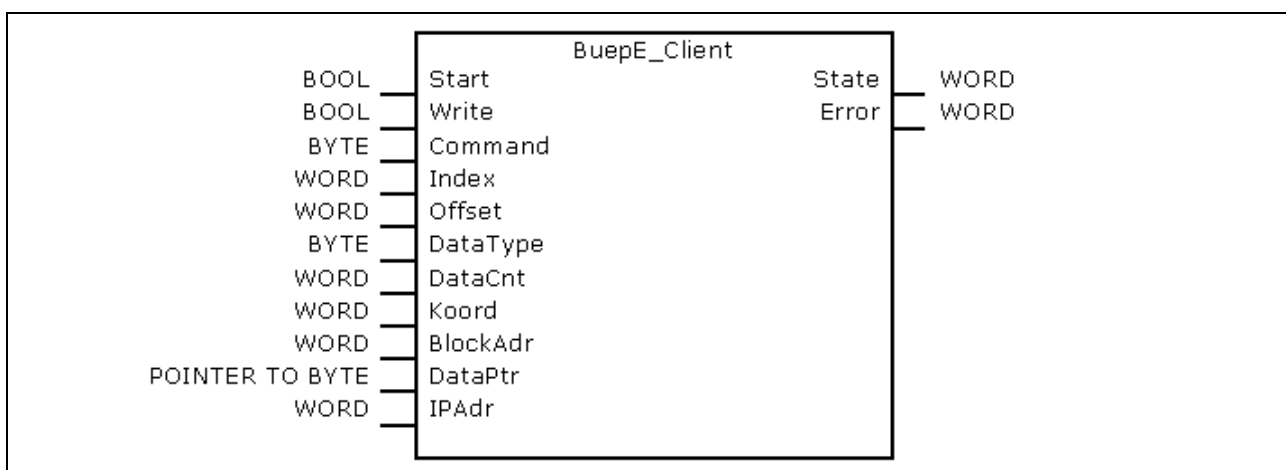 BuepE_Client
BOOL Start State WORD
BOOL Write Error WORD
BYTE Command
WORD Index
WORD Offset
BYTE DataType
WORD DataCnt
WORD Koord
WORD BlockAdr
POINTER TO BYTE DataPtr
WORD IPAdr